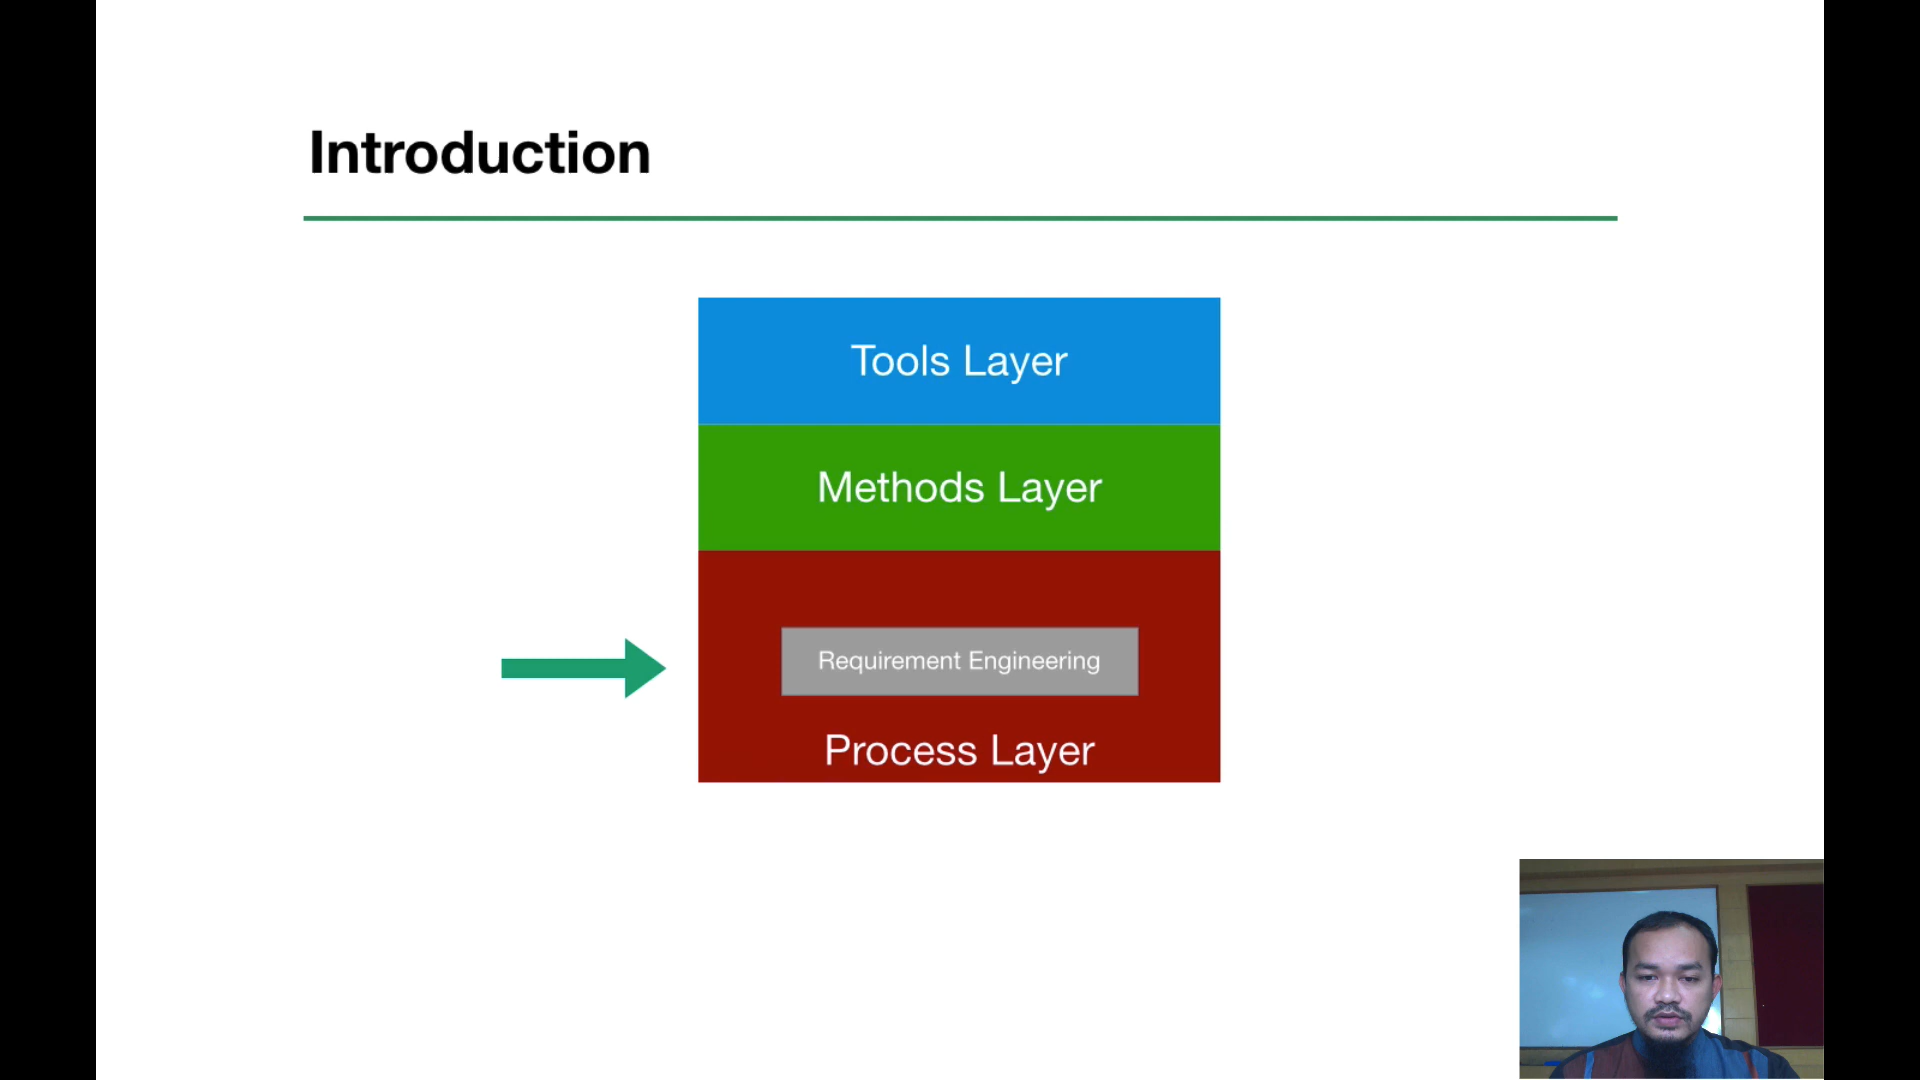 Introduction
Tools Layer
Methods Layer
Requirement Engineering
Process Layer